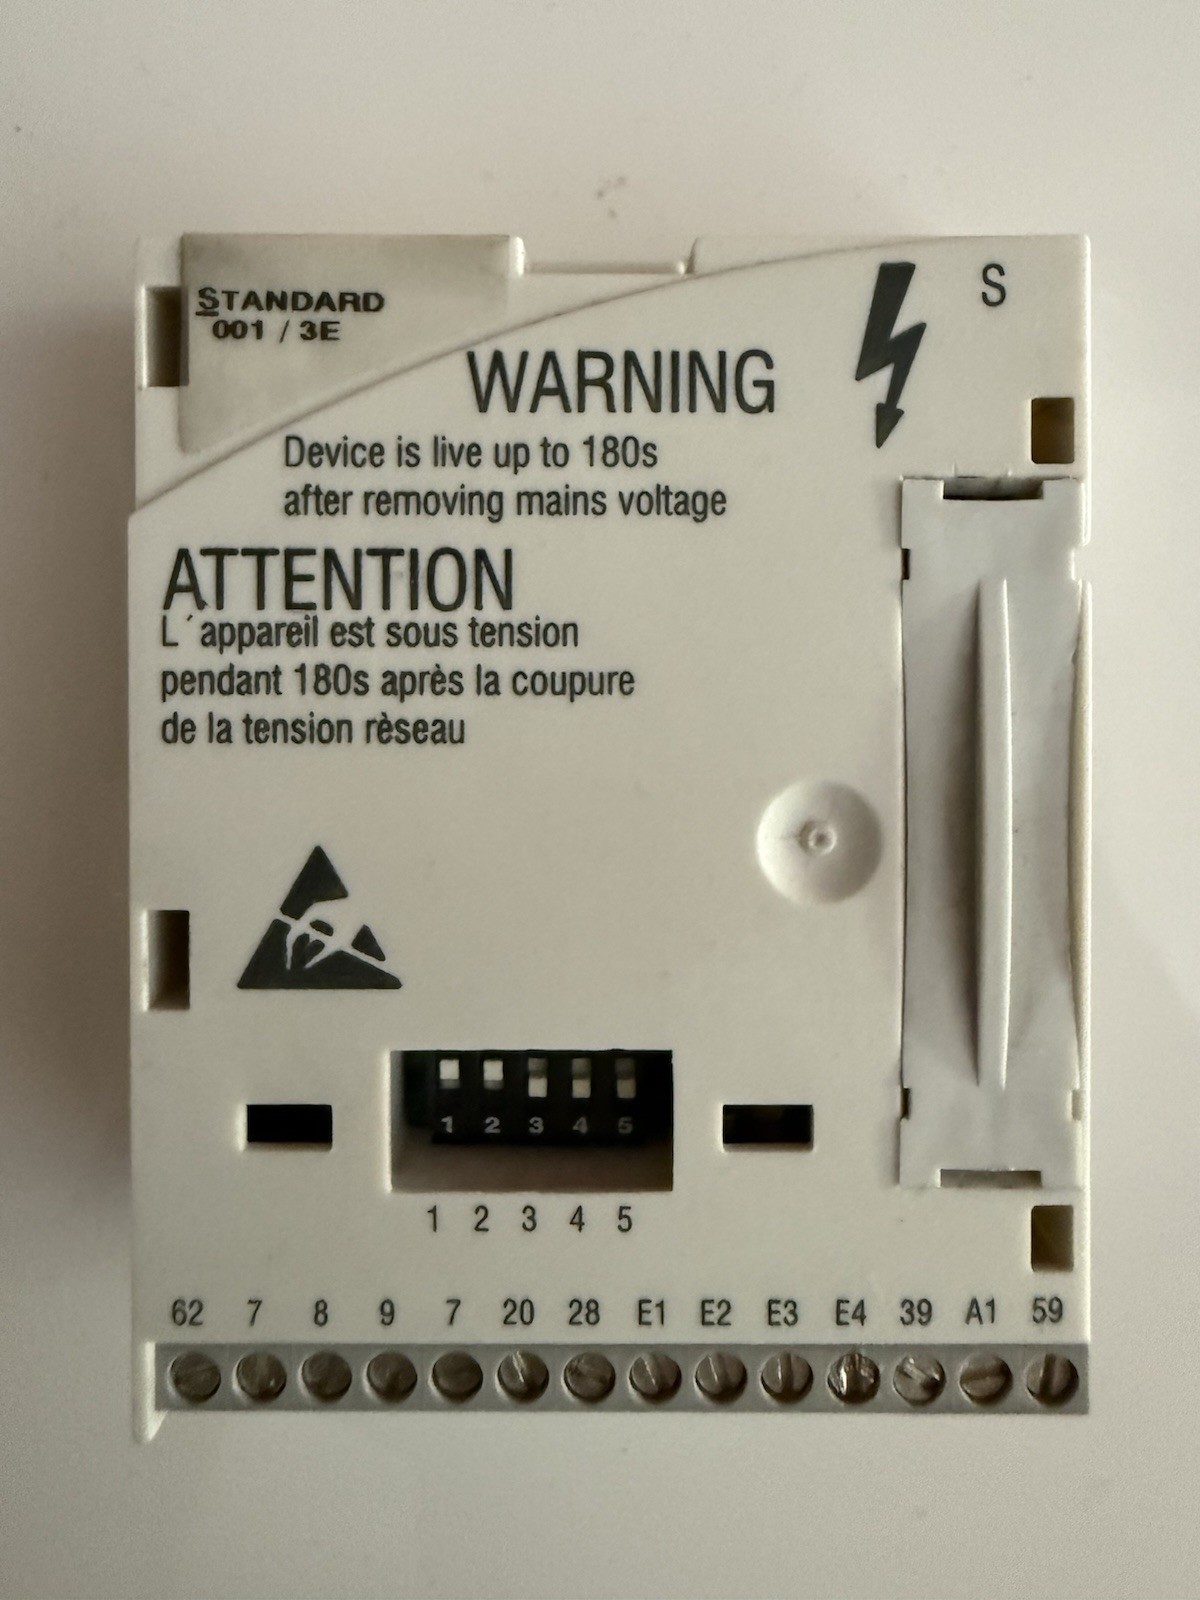 STANDARD
001 / 3E
S
WARNING
Device is live up to 180s
after removing mains voltage
ATTENTION
L´appareil est sous tension
pendant 180s après la coupure
de la tension rèseau
1 2 3 4 5
1 2 3 4 5
62 7 8 9 7 20 28 E1 E2 E3 E4 39 A1 59